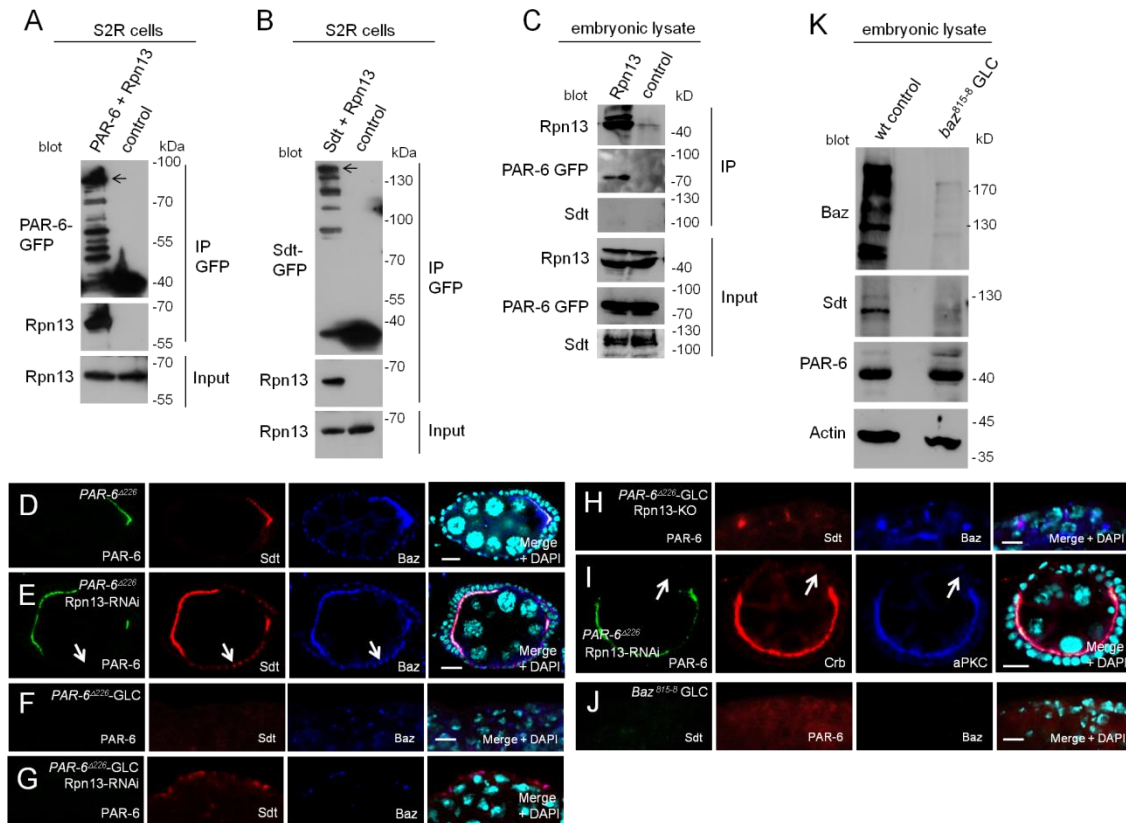 A
S2R cells
PAR-6 + Rpn13
control
blot
kDa
-100
PAR-6-
GFP
-70
-55
-40
IP
GFP
Rpn13
-70
-55
Rpn13
-70
-55
Input
B
S2R cells
Sdt + Rpn13
control
blot
kDa
-130
-100
Sdt-
GFP
-70
-55
-40
IP
GFP
Rpn13
-70
Rpn13
-70
Input
C
embryonic lysate
Rpn13
control
blot
kD
Rpn13
-40
PAR-6 GFP
-100
-70
IP
Sdt
-130
-100
Rpn13
-40
PAR-6 GFP
-100
-70
Input
Sdt
-130
-100
K
embryonic lysate
wt control
baz815-8 GLC
blot
kD
Baz
-170
-130
Sdt
-130
PAR-6
-40
Actin
-45
-35
D
PAR-6Δ226
PAR-6
Sdt
Baz
Merge
+ DAPI
E
PAR-6Δ226
Rpn13-RNAi
PAR-6
Sdt
Baz
Merge
+ DAPI
F
PAR-6Δ226-GLC
PAR-6
Sdt
Baz
Merge + DAPI
G
PAR-6Δ226-GLC
Rpn13-RNAi
PAR-6
Sdt
Baz
Merge
+ DAPI
H
PAR-6Δ226-GLC
Rpn13-KO
PAR-6
Sdt
Baz
Merge + DAPI
I
PAR-6Δ226
Rpn13-RNAi
PAR-6
Crb
aPKC
Merge
+ DAPI
J
Baz815-8 GLC
Sdt
PAR-6
Baz
Merge + DAPI